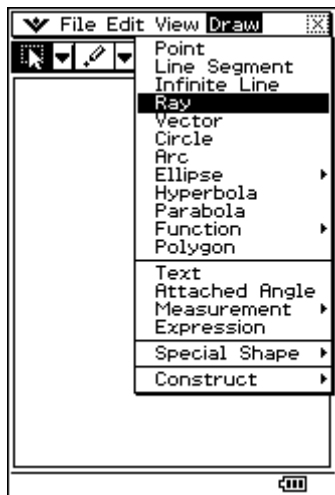 File Edit View Draw
Point
Line Segment
Infinite Line
Ray
Vector
Circle
Arc
Ellipse
Hyperbola
Parabola
Function
Polygon
Text
Attached Angle
Measurement
Expression
Special Shape
Construct